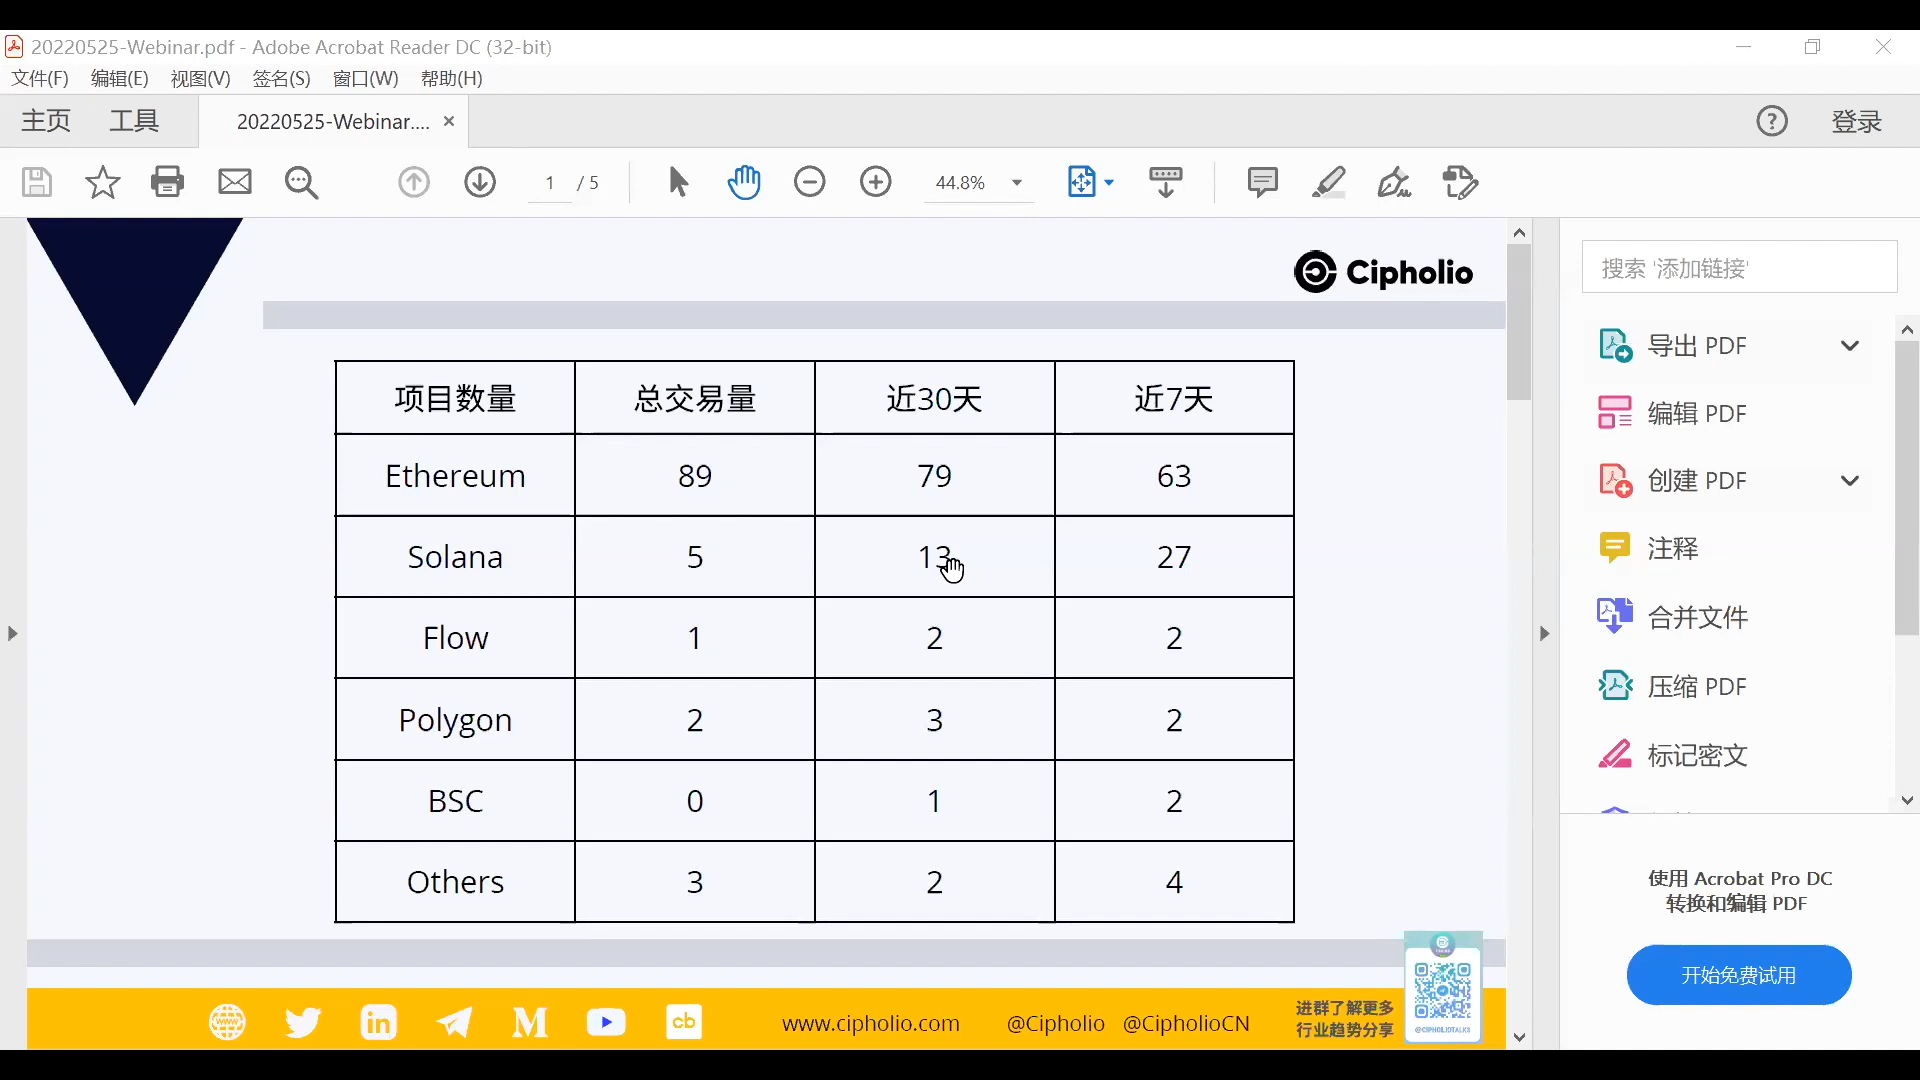 20220525-Webinar.pdf - Adobe Acrobat Reader DC (32-bit)
文件(F) 编辑(E) 视图(V) 签名(S) 窗口(W) 帮助(H)
主页 工具 20220525-Webinar.... × ? 登录
1 / 5 44.8%
Cipholio
搜索 '添加链接'
导出 PDF
编辑 PDF
创建 PDF
注释
合并文件
压缩 PDF
标记密文
项目数量 总交易量 近30天 近7天
Ethereum 89 79 63
Solana 5 13 27
Flow 1 2 2
Polygon 2 3 2
BSC 0 1 2
Others 3 2 4
使用 Acrobat Pro DC
转换和编辑 PDF
开始免费试用
www in M cb www.cipholio.com @Cipholio @CipholioCN
进群了解更多
行业趋势分享
@CIPHOLIOTALKS